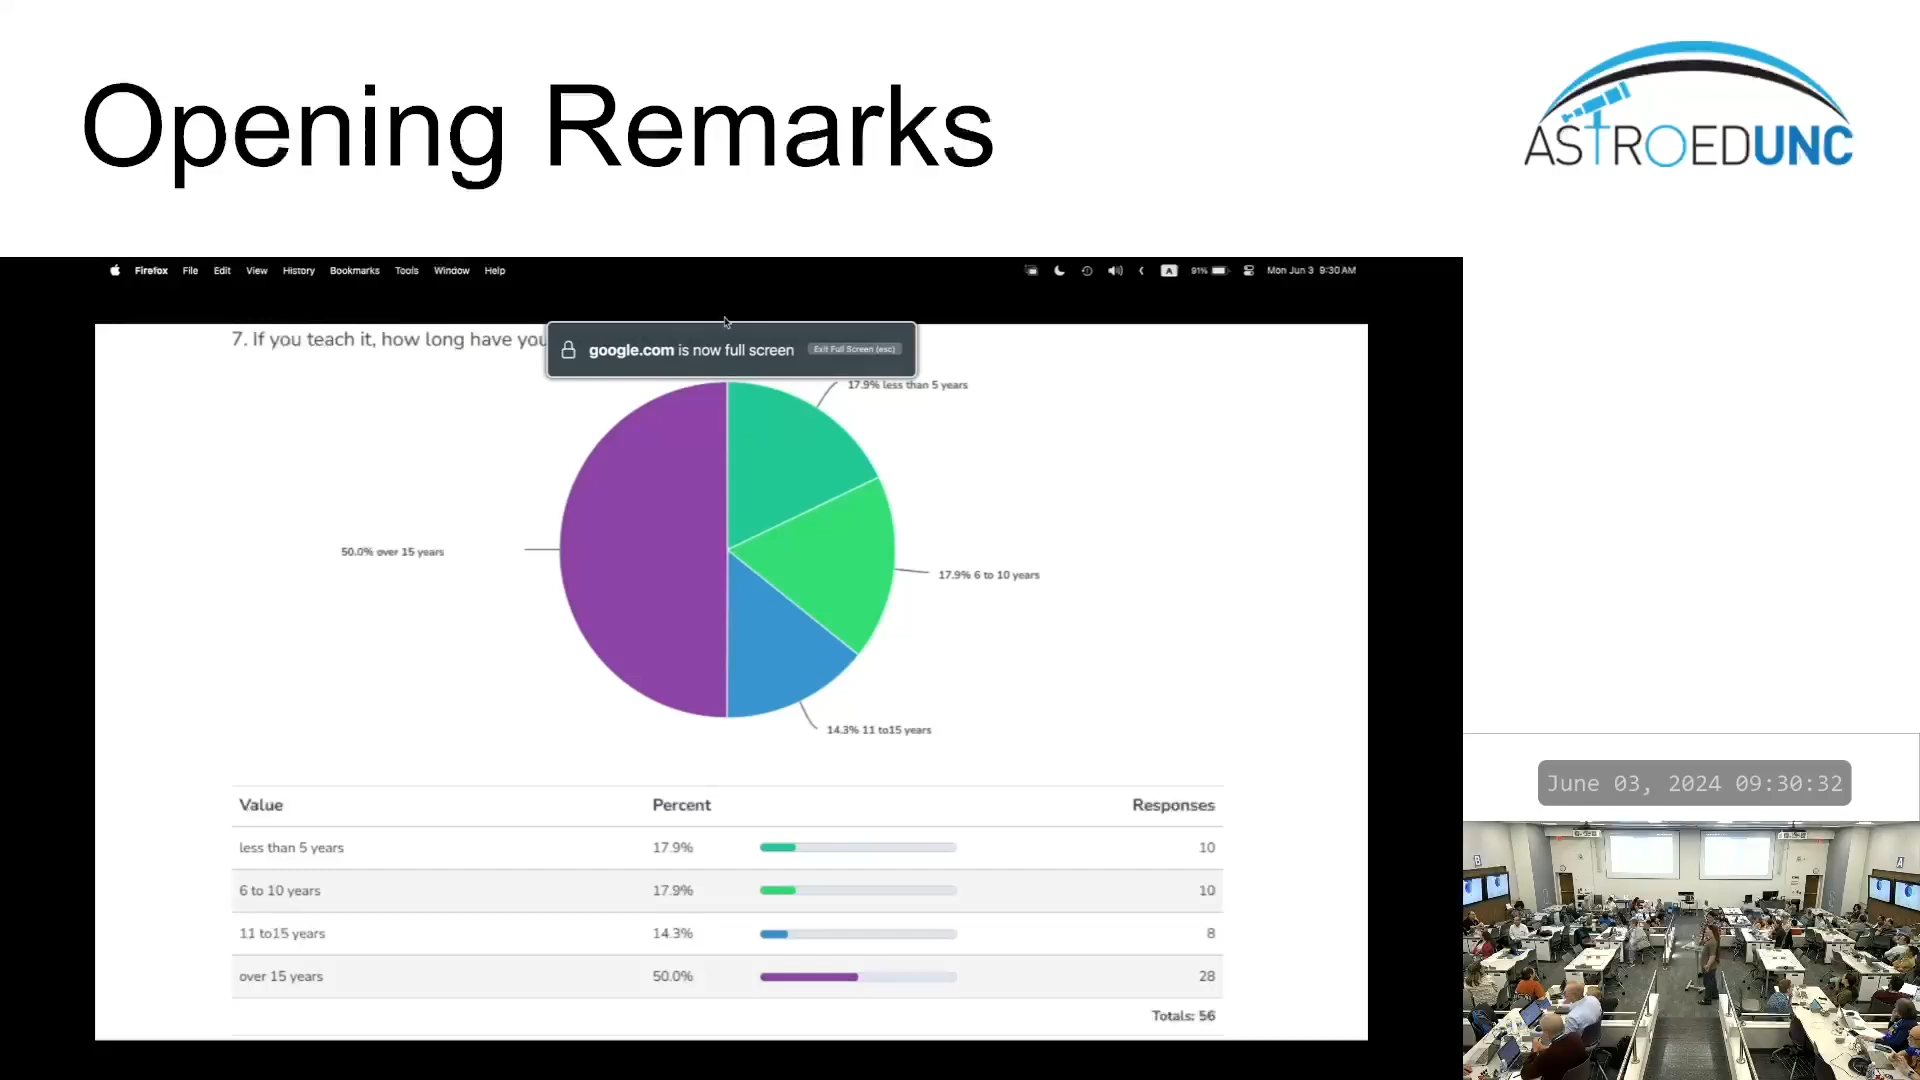 Opening Remarks
ASTROEDUNC
Firefox File Edit View History Bookmarks Tools Window Help
A 91% Mon Jun 3 9:30 AM
7. If you teach it, how long have you
google.com is now full screen Exit Full Screen (esc)
17.9% less than 5 years
50.0% over 15 years
17.9% 6 to 10 years
14.3% 11 to15 years
Value Percent Responses
less than 5 years 17.9% 10
6 to 10 years 17.9% 10
11 to15 years 14.3% 8
over 15 years 50.0% 28
Totals: 56
June 03, 2024 09:30:32
B
A